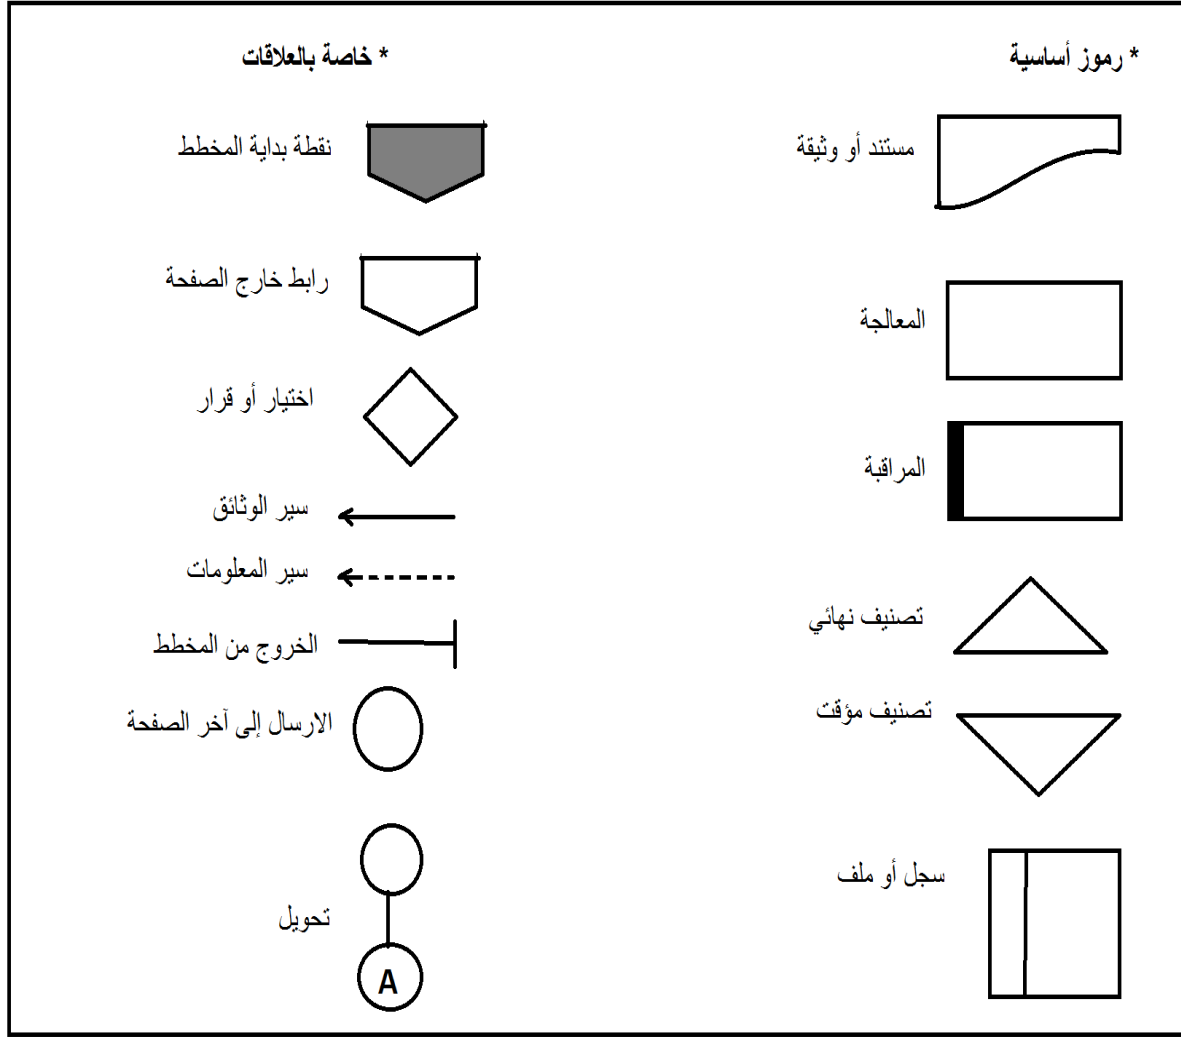 * رموز أساسية
مستند أو وثيقة
المعالجة
المراقبة
تصنيف نهائي
تصنيف مؤقت
سجل أو ملف
* خاصة بالعلاقات
نقطة بداية المخطط
رابط خارج الصفحة
اختيار أو قرار
سير الوثائق
سير المعلومات
الخروج من المخطط
الارسال إلى آخر الصفحة
تحويل
A